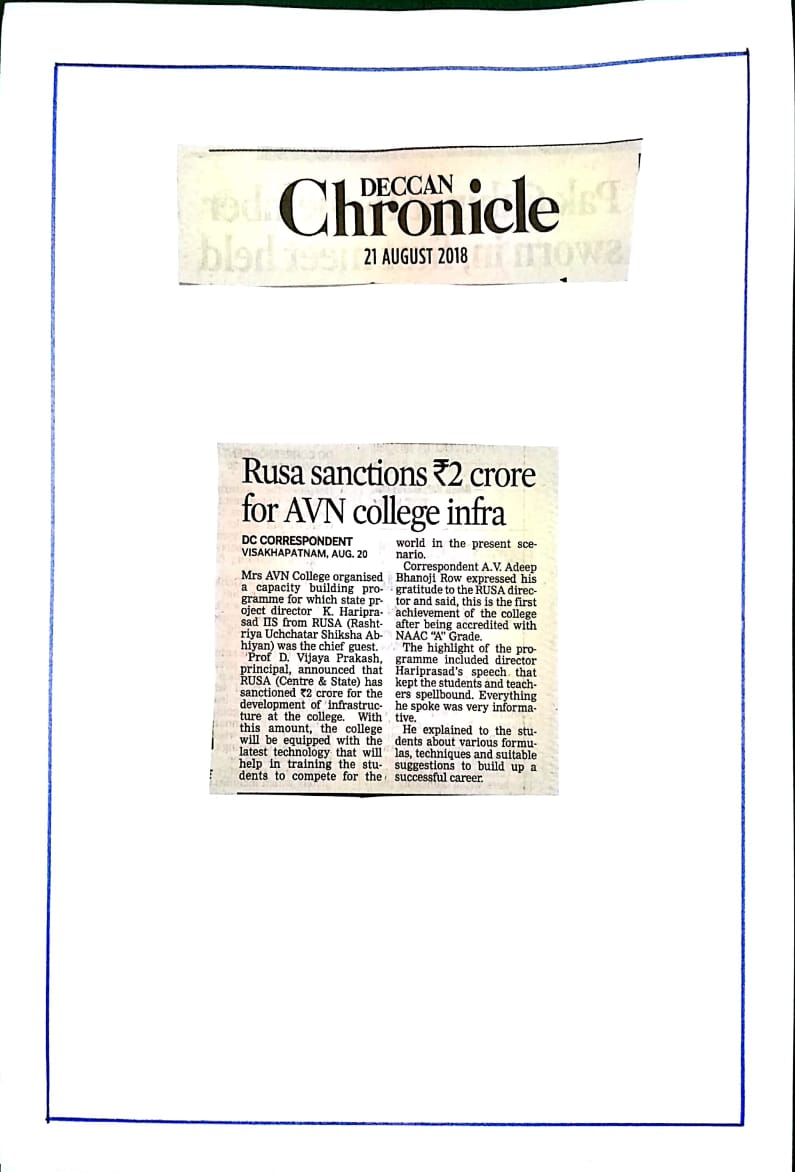 DECCAN
Chronicle
21 AUGUST 2018
Rusa sanctions ₹2 crore
for AVN college infra
DC CORRESPONDENT
VISAKHAPATNAM, AUG. 20
Mrs AVN College organised
a capacity building pro-
gramme for which state pr-
oject director K. Haripra-
sad IIS from RUSA (Rasht-
riya Uchchatar Shiksha Ab-
hiyan) was the chief guest.
Prof D. Vijaya Prakash,
principal, announced that
RUSA (Centre & State) has
sanctioned ₹2 crore for the
development of infrastruc-
ture at the college. With
this amount, the college
will be equipped with the
latest technology that will
help in training the stu-
dents to compete for the
world in the present sce-
nario.
Correspondent A.V. Adeep
Bhanoji Row expressed his
gratitude to the RUSA direc-
tor and said, this is the first
achievement of the college
after being accredited with
NAAC “A” Grade.
The highlight of the pro-
gramme included director
Hariprasad's speech that
kept the students and teach-
ers spellbound. Everything
he spoke was very informa-
tive.
He explained to the stu-
dents about various formu-
las, techniques and suitable
suggestions to build up a
successful career.